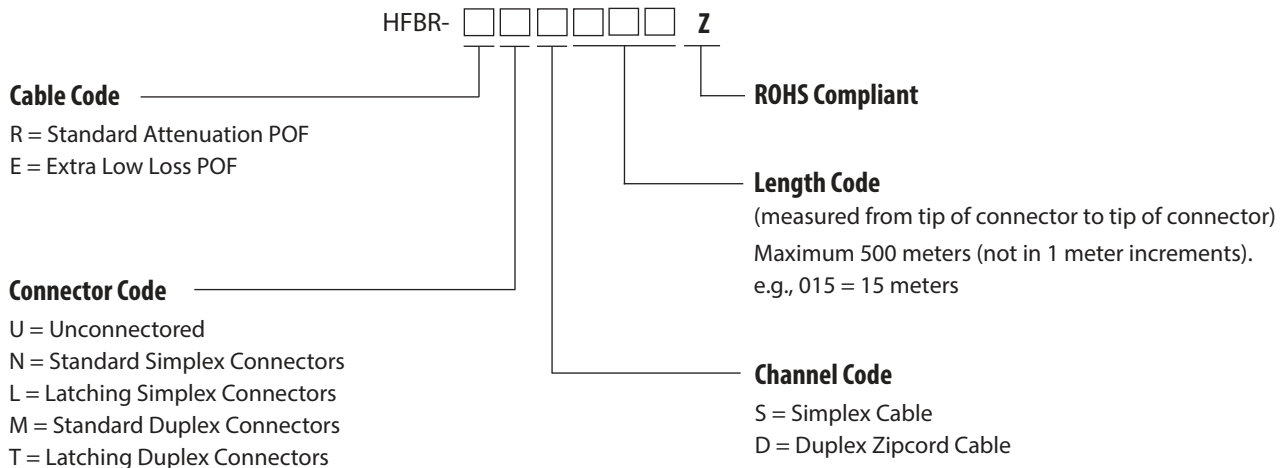 HFBR- Z
Cable Code
R = Standard Attenuation POF
E = Extra Low Loss POF
Connector Code
U = Unconnectored
N = Standard Simplex Connectors
L = Latching Simplex Connectors
M = Standard Duplex Connectors
T = Latching Duplex Connectors
ROHS Compliant
Length Code
(measured from tip of connector to tip of connector)
Maximum 500 meters (not in 1 meter increments).
e.g., 015 = 15 meters
Channel Code
S = Simplex Cable
D = Duplex Zipcord Cable